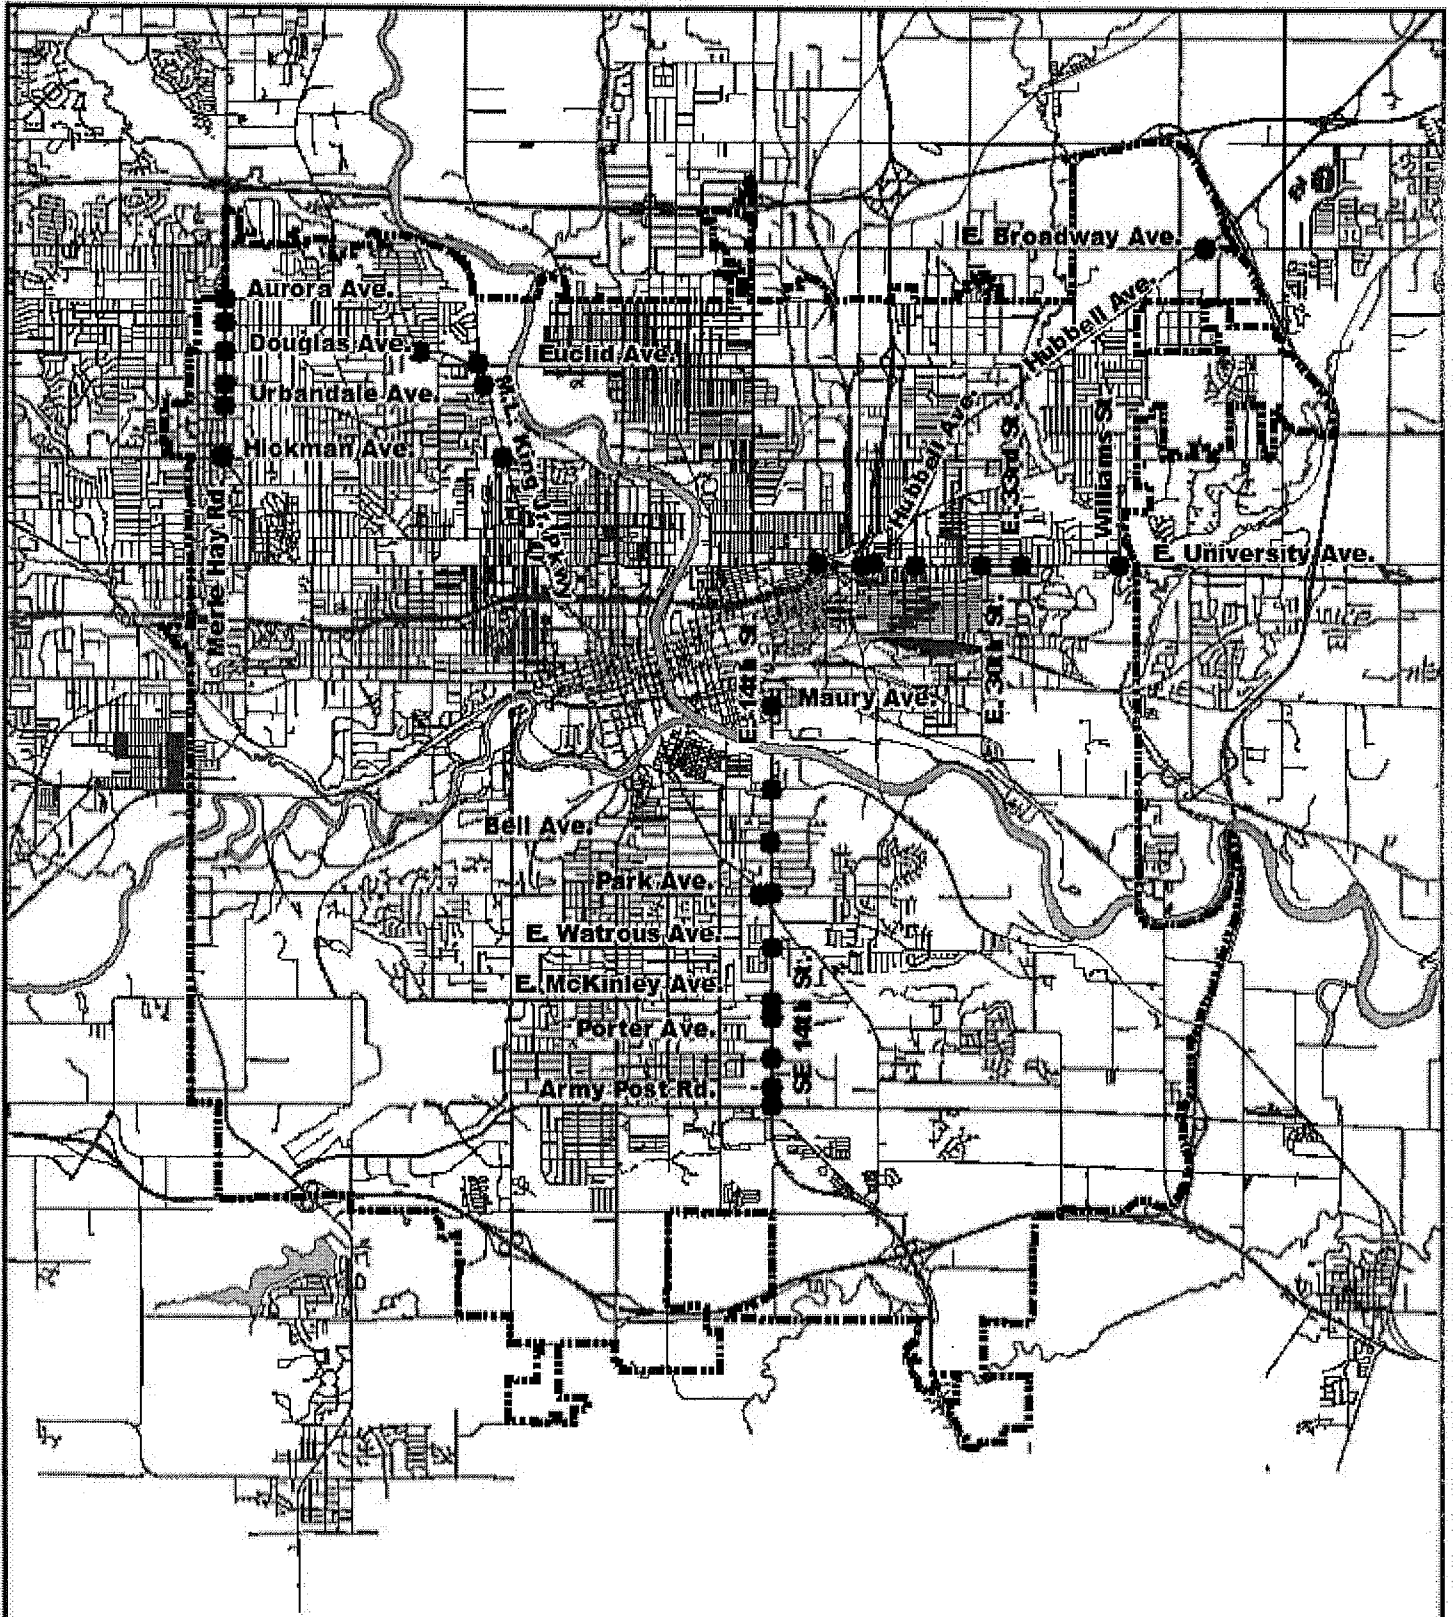 E. Broadway Ave.
Aurora Ave.
Hubbell Ave.
Douglas Ave.
Euclid Ave.
Urbandale Ave.
M.L. King Jr. Pkwy
Hickman Ave.
Hubbell Ave.
E. 33rd St.
Williams St.
E. University Ave.
Merle Hay Rd.
E. 14th St.
E. 30th St.
Maury Ave.
Bell Ave.
Park Ave.
E. Watrous Ave.
E. McKinley Ave.
SE 14th St.
Porter Ave.
Army Post Rd.